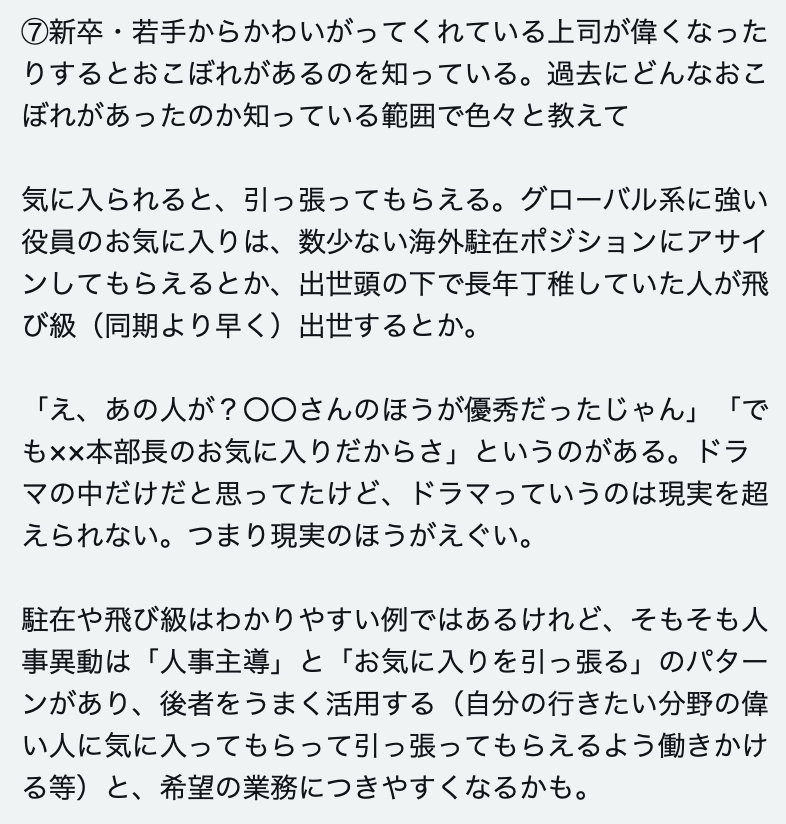 ⑦新卒・若手からかわいがってくれている上司が偉くなった
りするとおこぼれがあるのを知っている。過去にどんなおこ
ぼれがあったのか知っている範囲で色々と教えて
気に入られると、引っ張ってもらえる。グローバル系に強い
役員のお気に入りは、数少ない海外駐在ポジションにアサイ
ンしてもらえるとか、出世頭の下で長年丁稚していた人が飛
び級（同期より早く）出世するとか。
「え、あの人が？〇〇さんのほうが優秀だったじゃん」「で
も××本部長のお気に入りだからさ」というのがある。ドラ
マの中だけだと思ってたけど、ドラマっていうのは現実を超
えられない。つまり現実のほうがえぐい。
駐在や飛び級はわかりやすい例ではあるけれど、そもそも人
事異動は「人事主導」と「お気に入りを引っ張る」のパター
ンがあり、後者をうまく活用する（自分の行きたい分野の偉
い人に気に入ってもらって引っ張ってもらえるよう働きかけ
る等）と、希望の業務につきやすくなるかも。